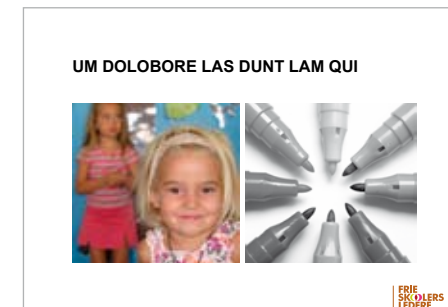 UM DOLOBORE LAS DUNT LAM QUI
FRIE
SKOLERS
LEDERE